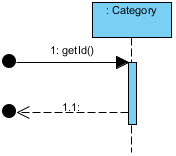 : Category
1: getId()
1.1: